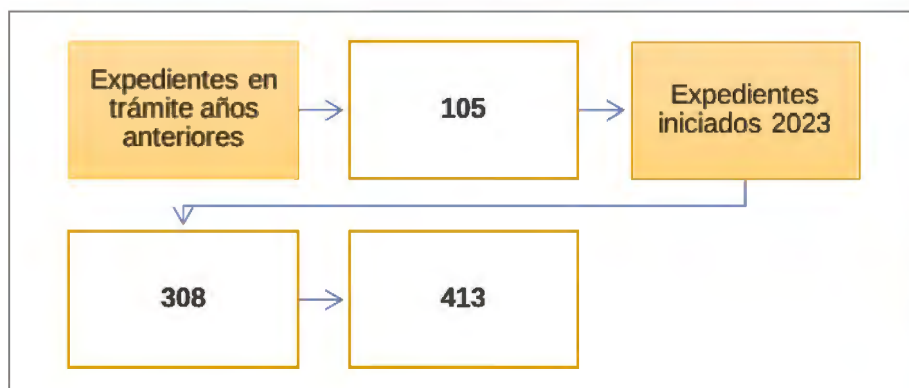 Expedientes en
trámite años
anteriores
105
Expedientes
iniciados 2023
308
413